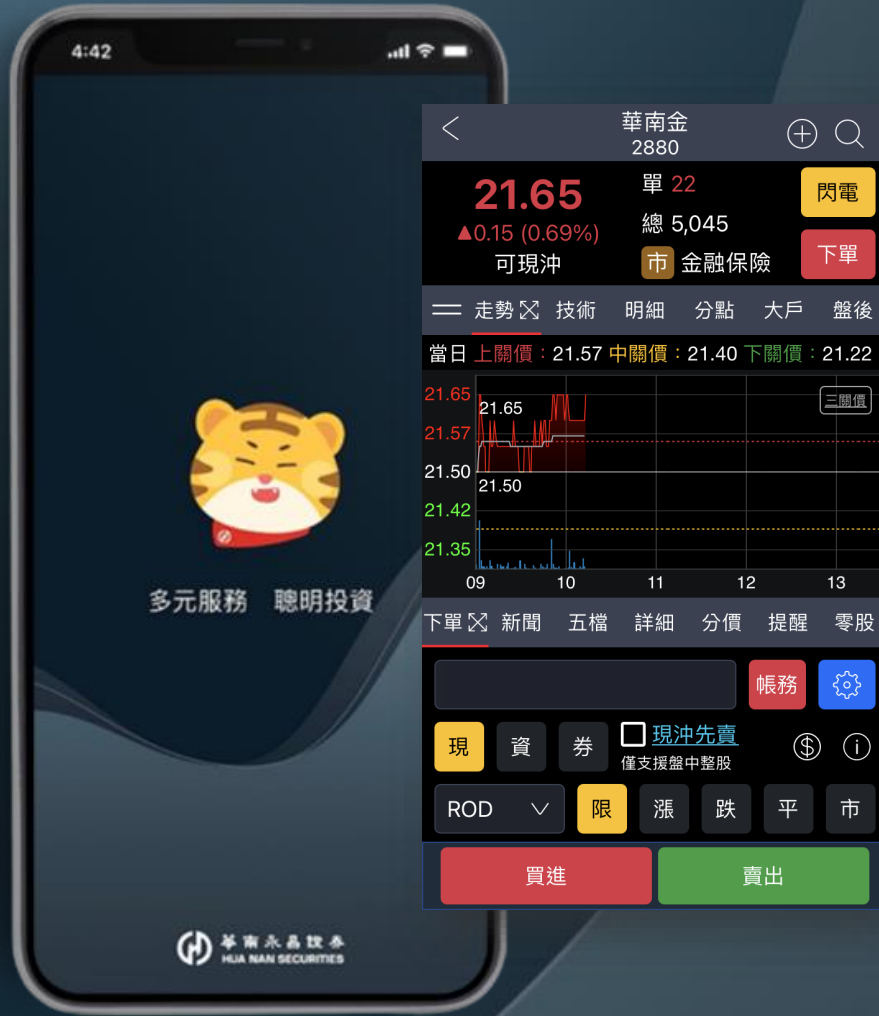 4:42
多元服務 聰明投資
華南永昌證券
HUA NAN SECURITIES
華南金
2880
21.65
▲0.15 (0.69%)
可現沖
單 22
總 5,045
市 金融保險
閃電
下單
走勢 技術 明細 分點 大戶 盤後
當日 上關價：21.57 中關價：21.40 下關價：21.22
21.65
21.57
21.50
21.42
21.35
21.65
21.50
三關價
09 10 11 12 13
下單 新聞 五檔 詳細 分價 提醒 零股
帳務
現 資 券 現沖先賣
僅支援盤中整股
ROD 限 漲 跌 平 市
買進 賣出